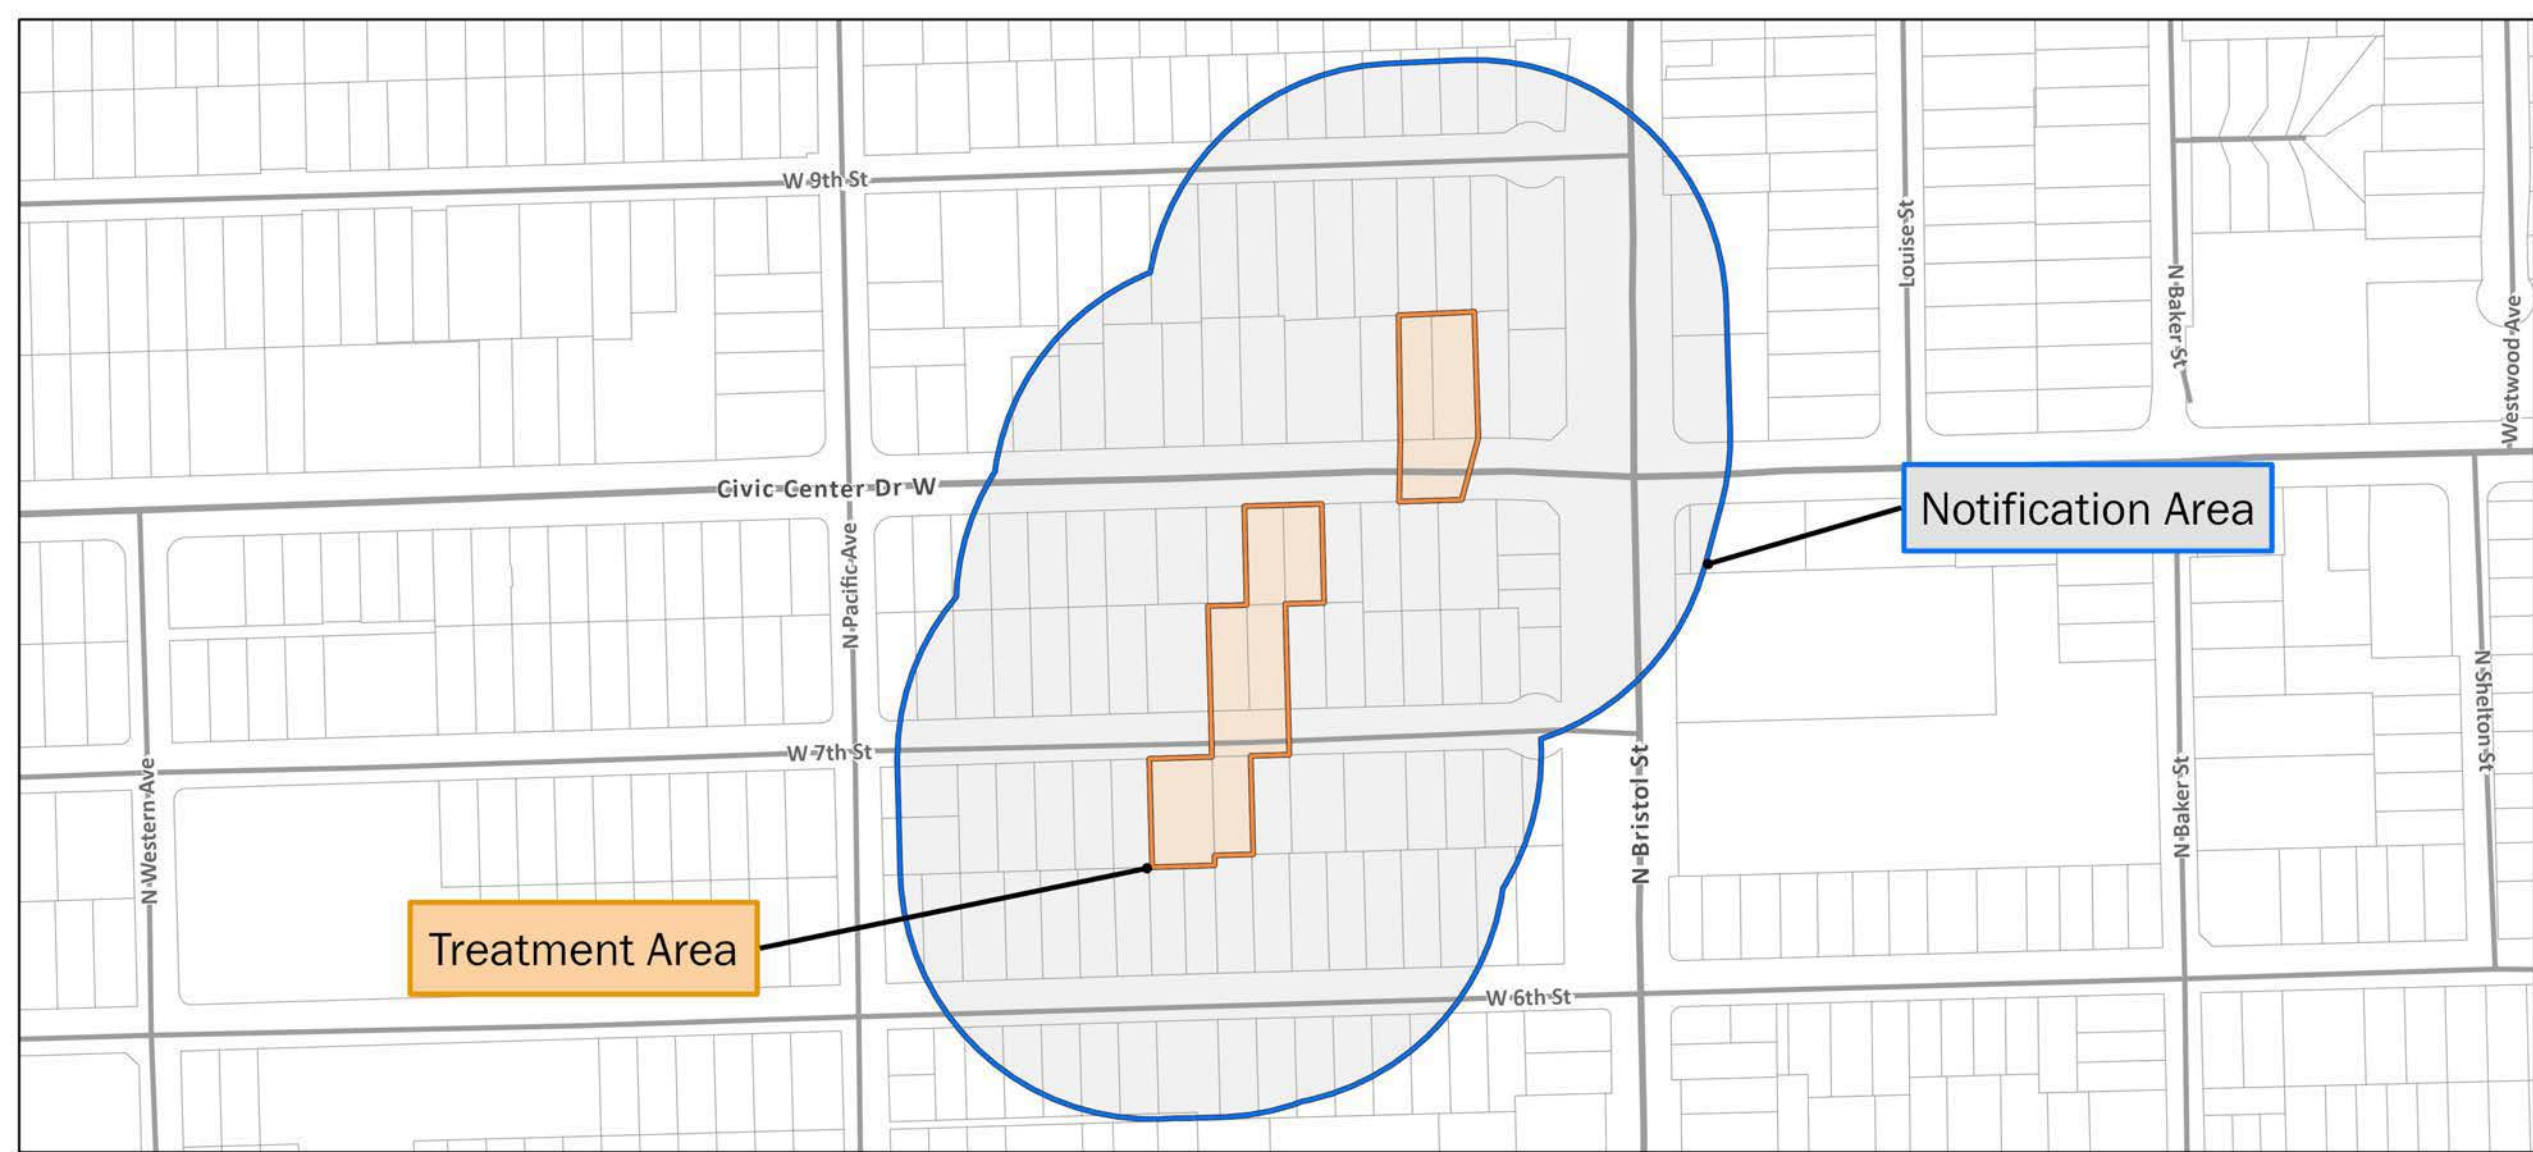 W 9th St
Louise St
N Baker St
Westwood Ave
Civic Center Dr W
Notification Area
N Pacific Ave
W 7th St
N Western Ave
N Bristol St
N Baker St
N Shelton St
Treatment Area
W 6th St